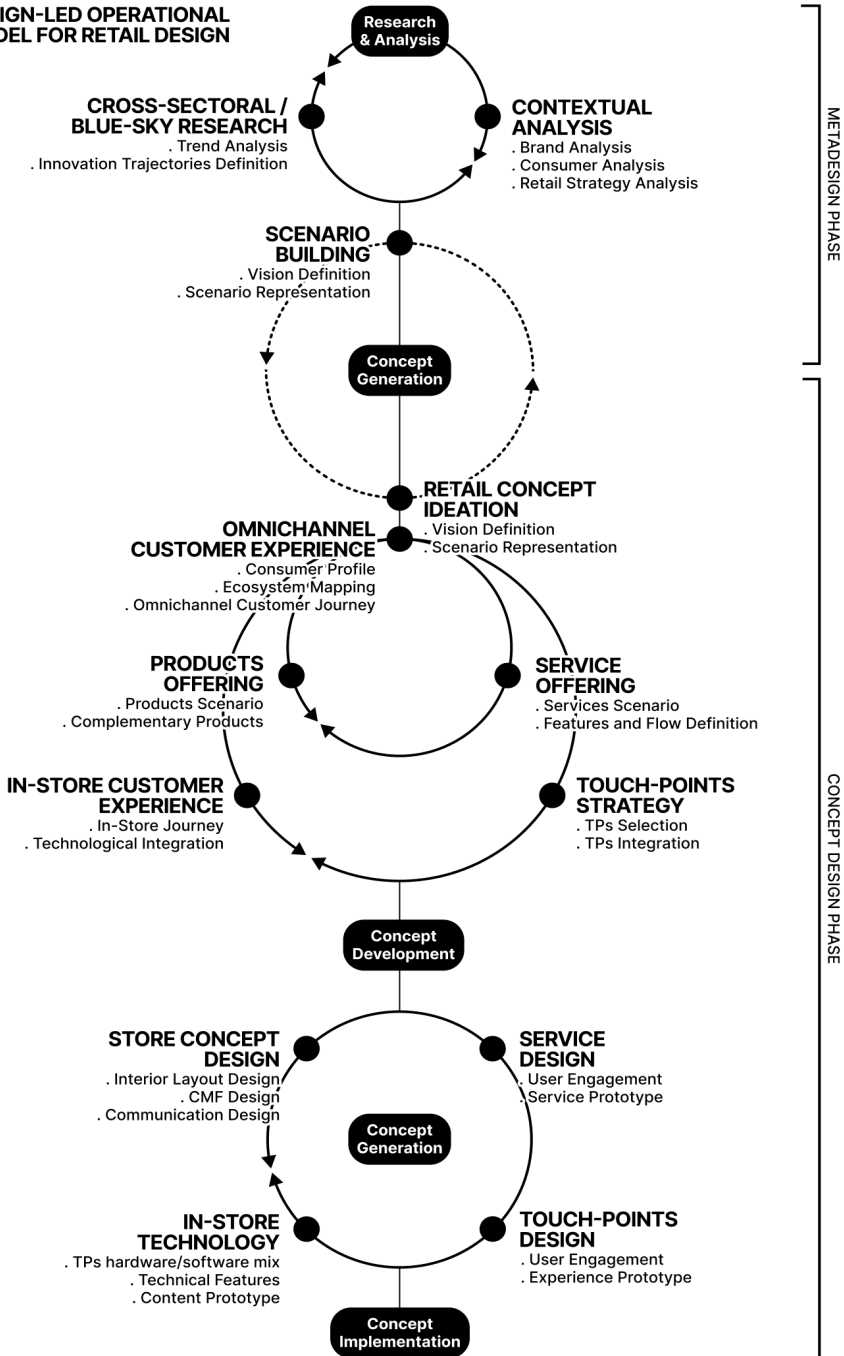 IGN-LED OPERATIONAL
DEL FOR RETAIL DESIGN
Research
& Analysis
CROSS-SECTORAL /
BLUE-SKY RESEARCH
. Trend Analysis
. Innovation Trajectories Definition
CONTEXTUAL
ANALYSIS
. Brand Analysis
. Consumer Analysis
. Retail Strategy Analysis
METADESIGN PHASE
SCENARIO
BUILDING
. Vision Definition
. Scenario Representation
Concept
Generation
RETAIL CONCEPT
IDEATION
. Vision Definition
. Scenario Representation
OMNICHANNEL
CUSTOMER EXPERIENCE
. Consumer Profile
. Ecosystem Mapping
. Omnichannel Customer Journey
PRODUCTS
OFFERING
. Products Scenario
. Complementary Products
SERVICE
OFFERING
. Services Scenario
. Features and Flow Definition
IN-STORE CUSTOMER
EXPERIENCE
. In-Store Journey
. Technological Integration
TOUCH-POINTS
STRATEGY
. TPs Selection
. TPs Integration
CONCEPT DESIGN PHASE
Concept
Development
STORE CONCEPT
DESIGN
. Interior Layout Design
. CMF Design
. Communication Design
SERVICE
DESIGN
. User Engagement
. Service Prototype
Concept
Generation
IN-STORE
TECHNOLOGY
. TPs hardware/software mix
. Technical Features
. Content Prototype
TOUCH-POINTS
DESIGN
. User Engagement
. Experience Prototype
Concept
Implementation